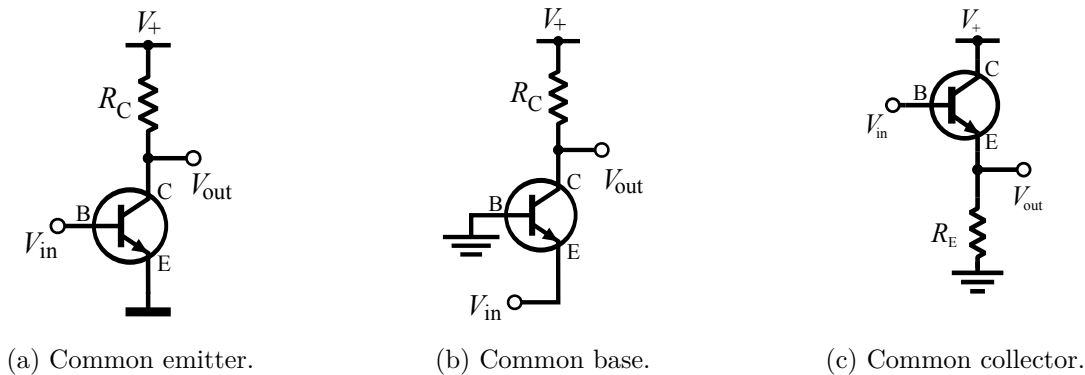 V+
RC
C
Vout
B
Vin
E
(a) Common emitter.
V+
RC
C
Vout
B
E
Vin
(b) Common base.
V+
C
B
Vin
E
Vout
RE
(c) Common collector.